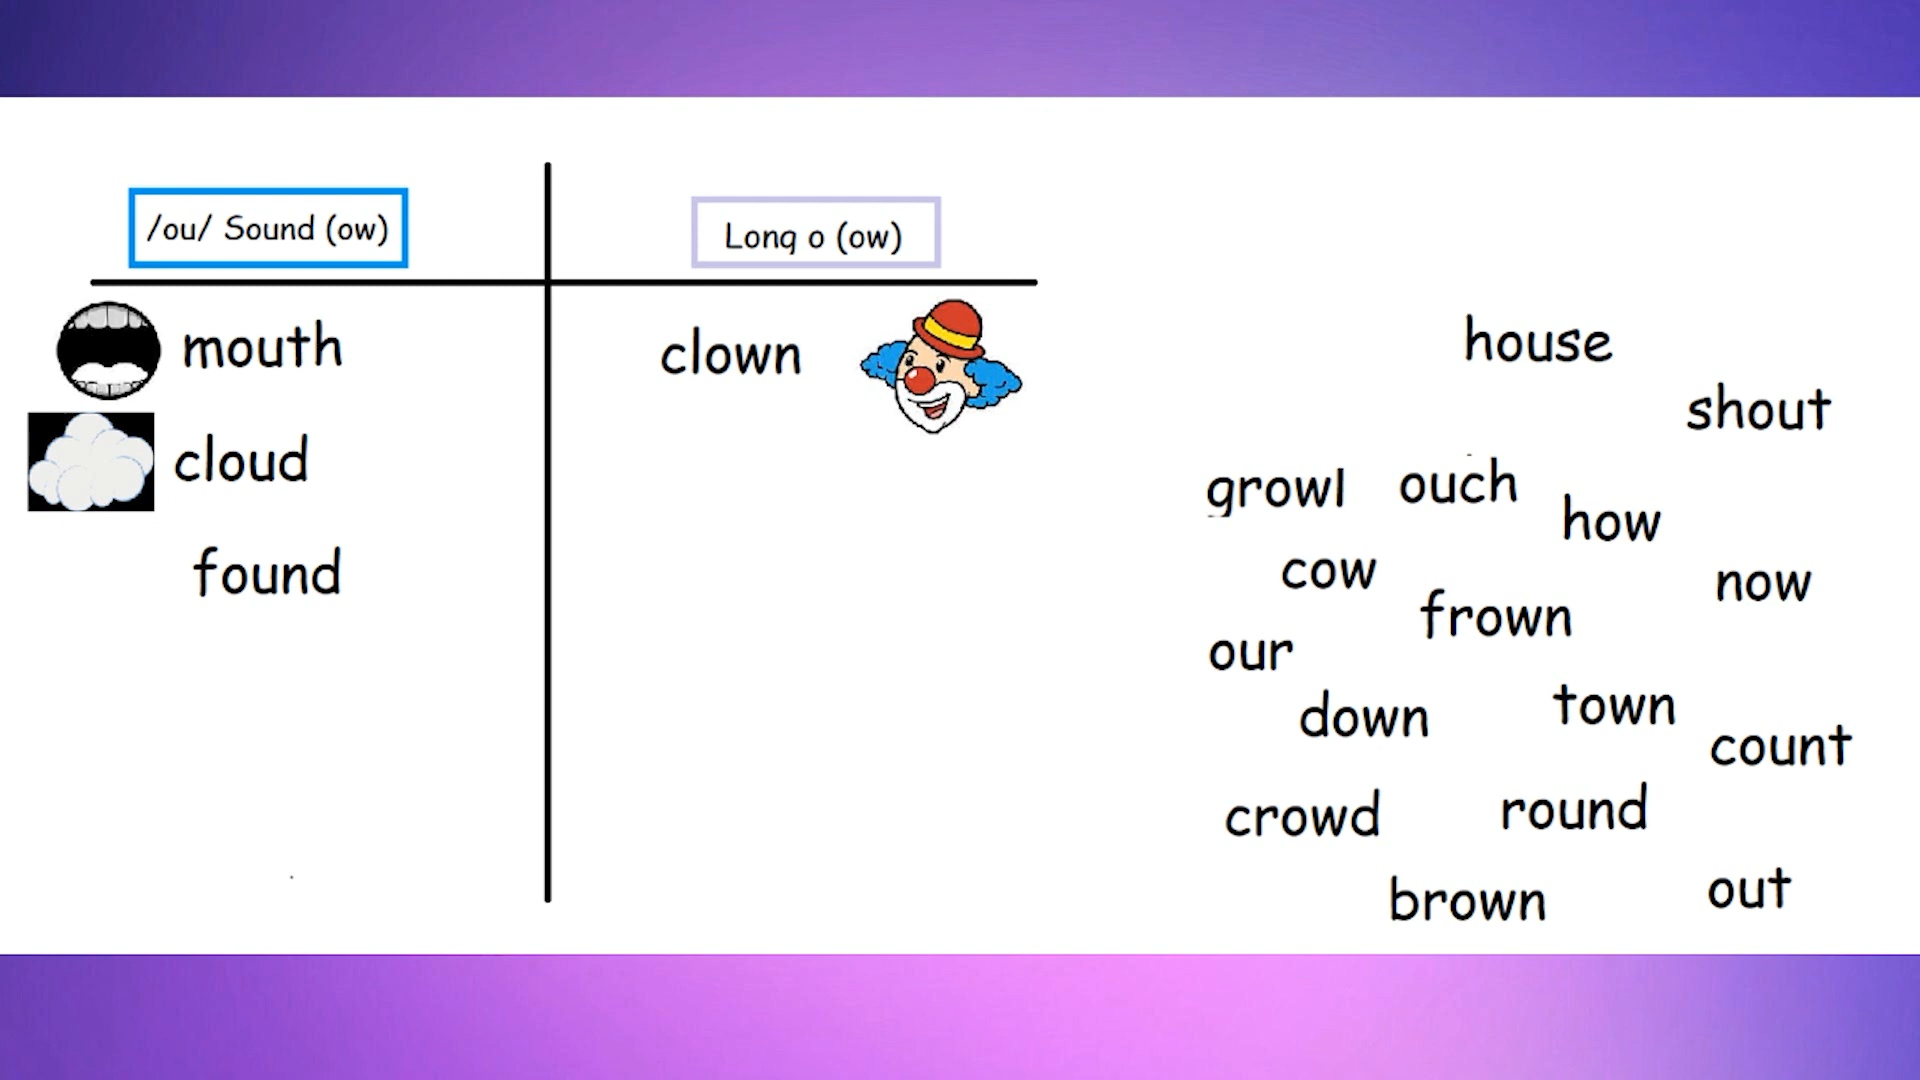 /ou/ Sound (ow)
Long o (ow)
mouth
clown
cloud
found
house
shout
growl
ouch
how
cow
now
frown
our
down
town
count
crowd
round
brown
out